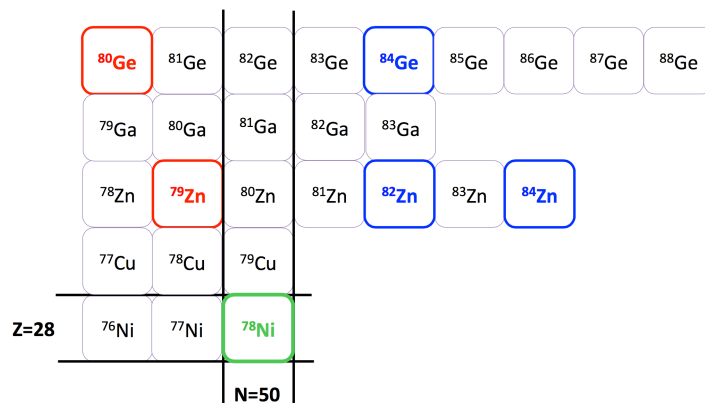 ⁸⁰Ge ⁸¹Ge ⁸²Ge ⁸³Ge ⁸⁴Ge ⁸⁵Ge ⁸⁶Ge ⁸⁷Ge ⁸⁸Ge
⁷⁹Ga ⁸⁰Ga ⁸¹Ga ⁸²Ga ⁸³Ga
⁷⁸Zn ⁷⁹Zn ⁸⁰Zn ⁸¹Zn ⁸²Zn ⁸³Zn ⁸⁴Zn
⁷⁷Cu ⁷⁸Cu ⁷⁹Cu
Z=28 ⁷⁶Ni ⁷⁷Ni ⁷⁸Ni
N=50